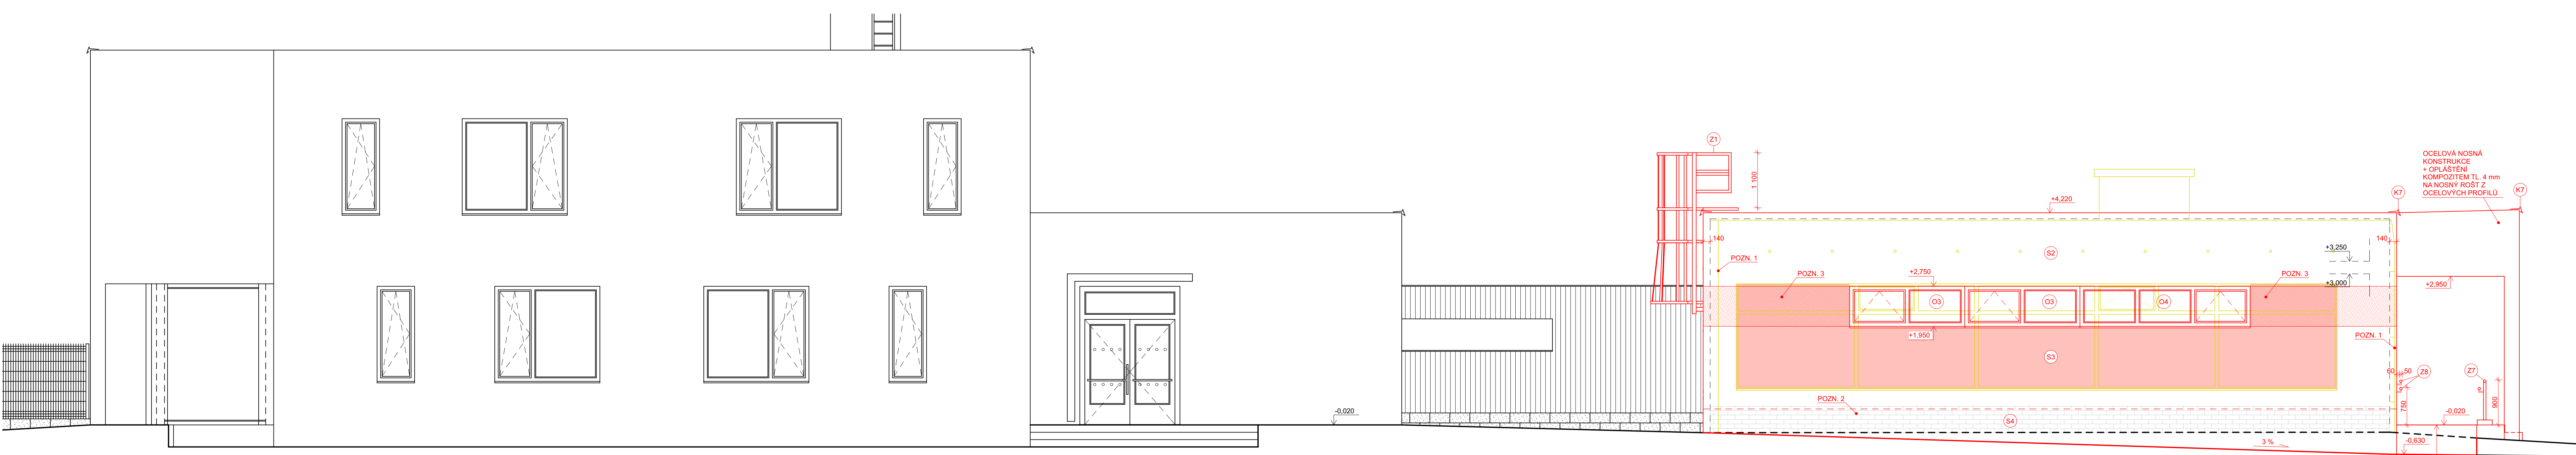 Z1
1 100
OCELOVÁ NOSNÁ
KONSTRUKCE
+ OPLÁŠTĚNÍ
KOMPOZITEM TL. 4 mm
NA NOSNÝ ROŠT Z
OCELOVÝCH PROFILŮ
K7
K7
+4,220
140
140
S2
+3,250
POZN. 1
POZN. 3
+2,750
POZN. 3
+3,000
+2,950
O3
O3
O4
+1,950
POZN. 1
S3
60
50
Z8
Z7
POZN. 2
750
900
-0,020
-0,020
S4
3 %
-0,630